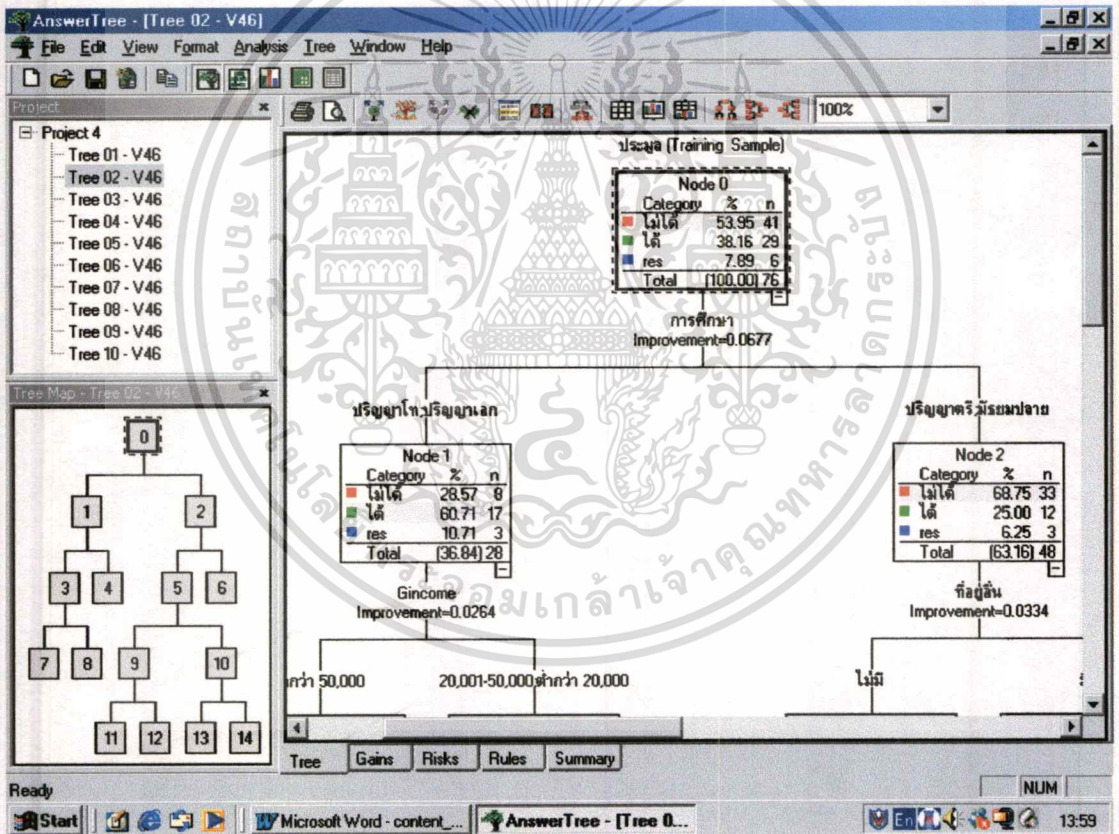 AnswerTree - [Tree 02 - V46]
File Edit View Format Analysis Tree Window Help
100%
Project
Project 4
Tree 01 - V46
Tree 02 - V46
Tree 03 - V46
Tree 04 - V46
Tree 05 - V46
Tree 06 - V46
Tree 07 - V46
Tree 08 - V46
Tree 09 - V46
Tree 10 - V46
Tree Map - Tree 02 - V46
0
1 2
3 4 5 6
7 8 9 10
11 12 13 14
ประมูล (Training Sample)
Node 0
Category % n
ไม่ได้ 53.95 41
ได้ 38.16 29
res 7.89 6
Total (100.00) 76
การศึกษา
Improvement=0.0677
ปริญญาโท;ปริญญาเอก
ปริญญาตรี;มัธยมปลาย
Node 1
Category % n
ไม่ได้ 28.57 8
ได้ 60.71 17
res 10.71 3
Total (36.84) 28
Gincome
Improvement=0.0264
Node 2
Category % n
ไม่ได้ 68.75 33
ได้ 25.00 12
res 6.25 3
Total (63.16) 48
ที่อยู่อื่น
Improvement=0.0334
กว่า 50,000
20,001-50,000;ต่ำกว่า 20,000
ไม่มี
Tree Gains Risks Rules Summary
Ready
NUM
Start
Microsoft Word - content_...
AnswerTree - [Tree 0...
En
13:59